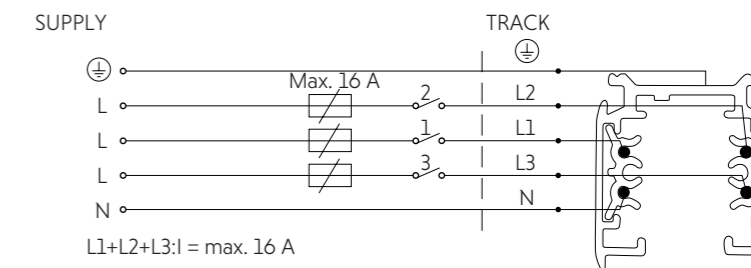 SUPPLY TRACK
Max. 16 A
L 2 L2
L 1 L1
L 3 L3
N N
L1+L2+L3:I = max. 16 A